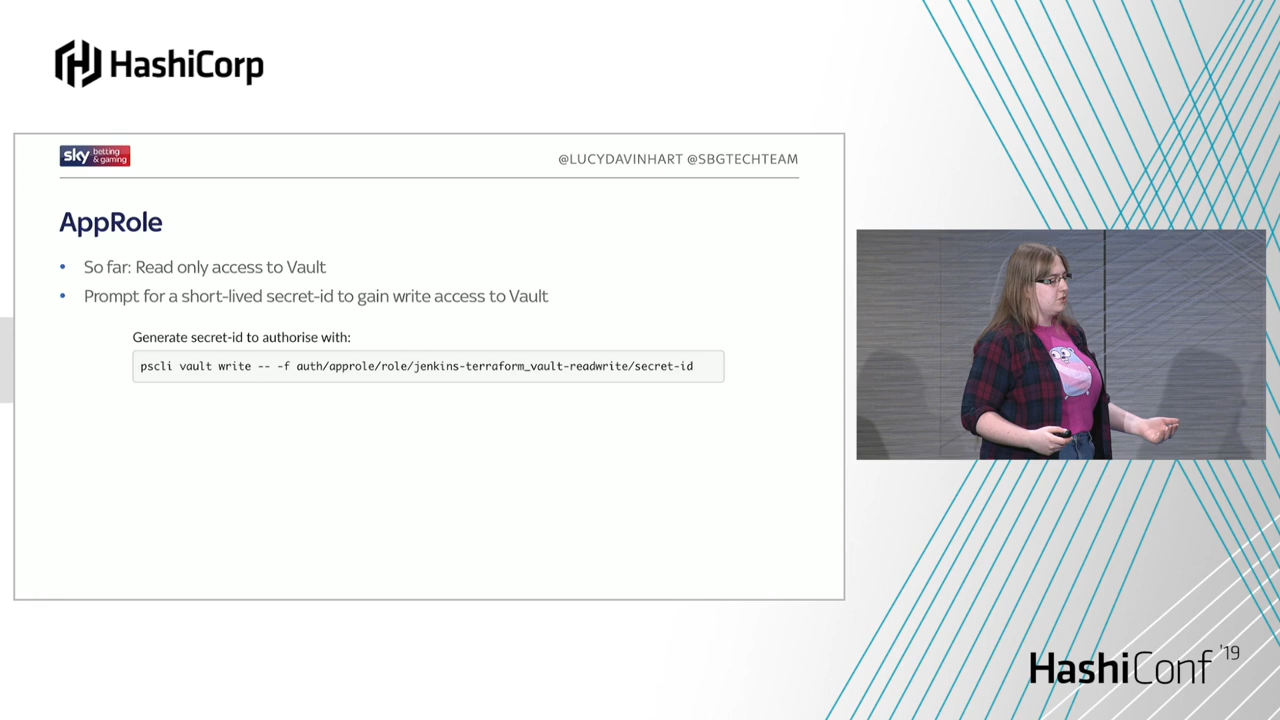 HashiCorp
sky betting & gaming
@LUCYDAVINHART @SBGTECHTEAM
AppRole
• So far: Read only access to Vault
• Prompt for a short-lived secret-id to gain write access to Vault
Generate secret-id to authorise with:
pscli vault write -- -f auth/approle/role/jenkins-terraform_vault-readwrite/secret-id
HashiConf '19